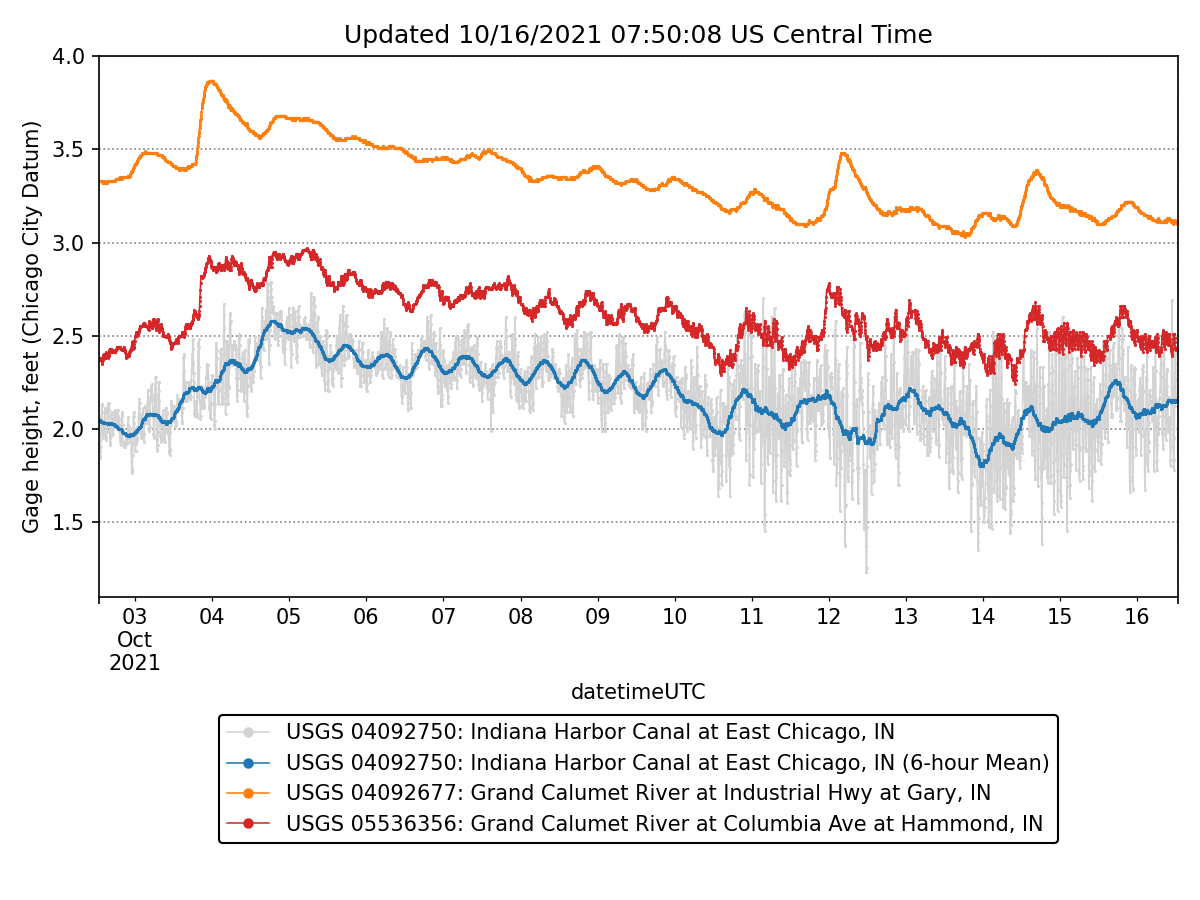 Updated 10/16/2021 07:50:08 US Central Time
Gage height, feet (Chicago City Datum)
4.0
3.5
3.0
2.5
2.0
1.5
03 04 05 06 07 08 09 10 11 12 13 14 15 16
Oct
2021
datetimeUTC
USGS 04092750: Indiana Harbor Canal at East Chicago, IN
USGS 04092750: Indiana Harbor Canal at East Chicago, IN (6-hour Mean)
USGS 04092677: Grand Calumet River at Industrial Hwy at Gary, IN
USGS 05536356: Grand Calumet River at Columbia Ave at Hammond, IN